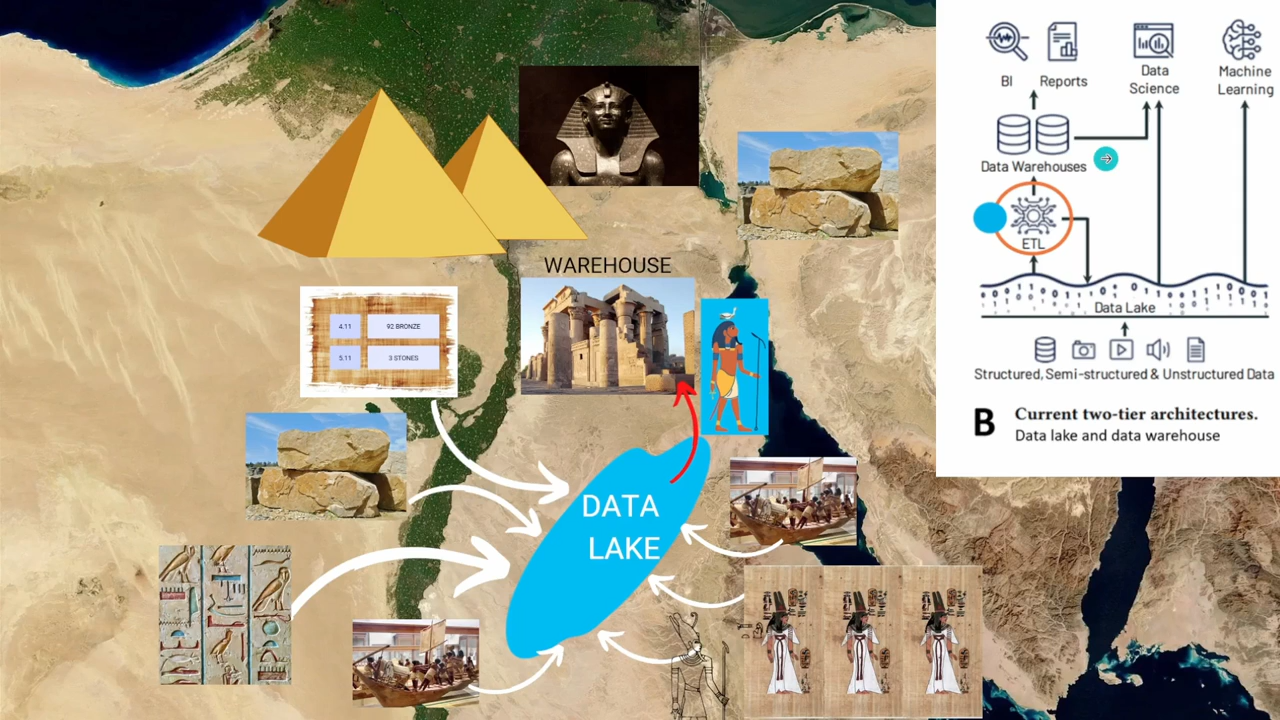 WAREHOUSE
4.11
92 BRONZE
5.11
3 STONES
DATA
LAKE
BI
Reports
Data
Science
Machine
Learning
Data Warehouses
ETL
Data Lake
Structured, Semi-structured & Unstructured Data
B
Current two-tier architectures.
Data lake and data warehouse